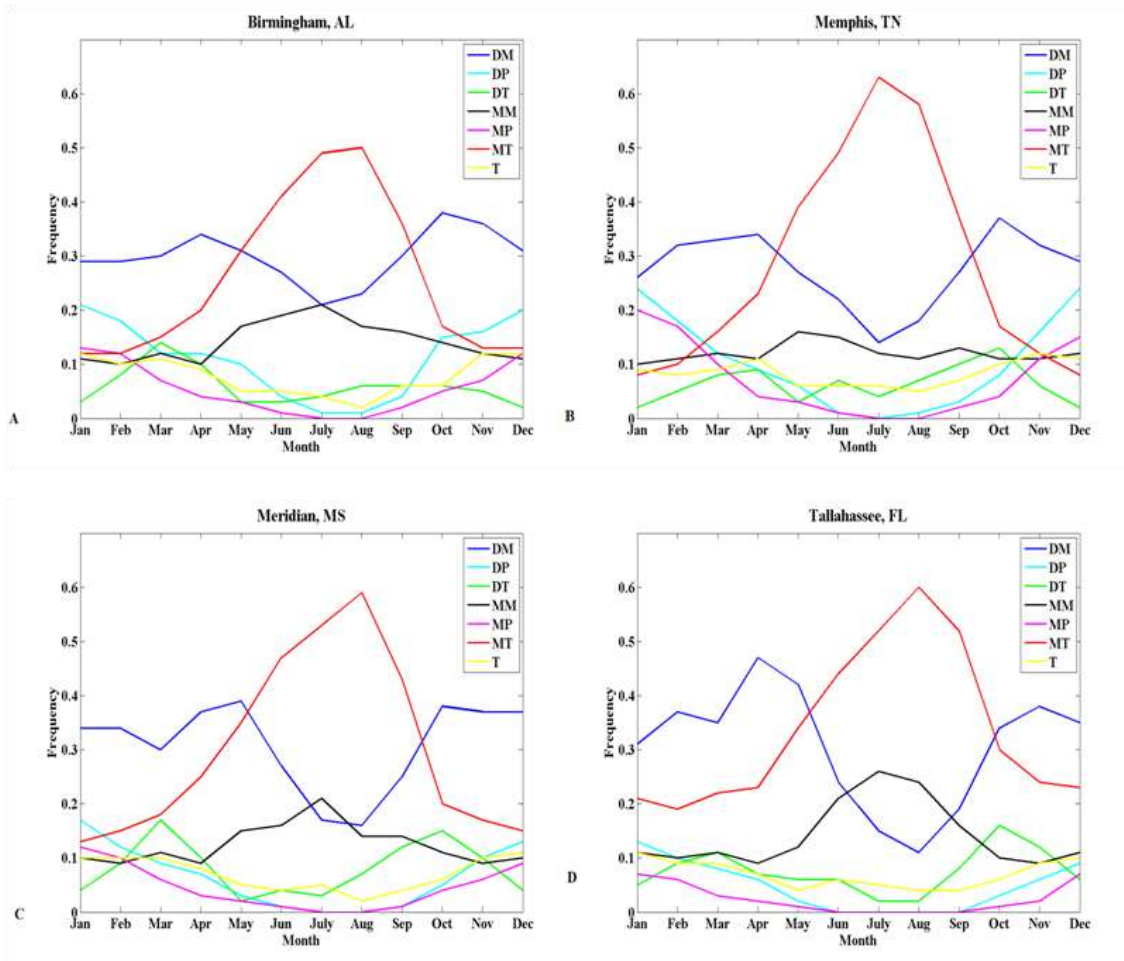 Birmingham, AL
Frequency
0.6
0.5
0.4
0.3
0.2
0.1
0
DM
DP
DT
MM
MP
MT
T
Jan Feb Mar Apr May Jun July Aug Sep Oct Nov Dec
Month
A
Memphis, TN
Frequency
0.6
0.5
0.4
0.3
0.2
0.1
0
DM
DP
DT
MM
MP
MT
T
Jan Feb Mar Apr May Jun July Aug Sep Oct Nov Dec
Month
B
Meridian, MS
Frequency
0.6
0.5
0.4
0.3
0.2
0.1
0
DM
DP
DT
MM
MP
MT
T
Jan Feb Mar Apr May Jun July Aug Sep Oct Nov Dec
Month
C
Tallahassee, FL
Frequency
0.6
0.5
0.4
0.3
0.2
0.1
0
DM
DP
DT
MM
MP
MT
T
Jan Feb Mar Apr May Jun July Aug Sep Oct Nov Dec
Month
D